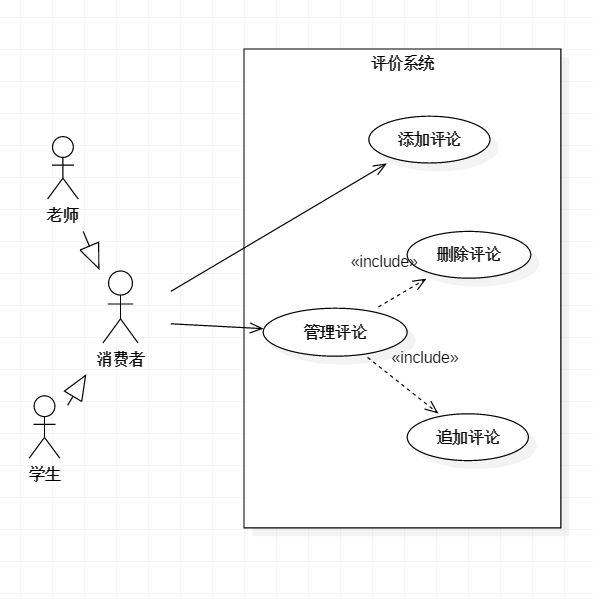 评价系统
添加评论
老师
«include»
删除评论
管理评论
消费者
«include»
追加评论
学生